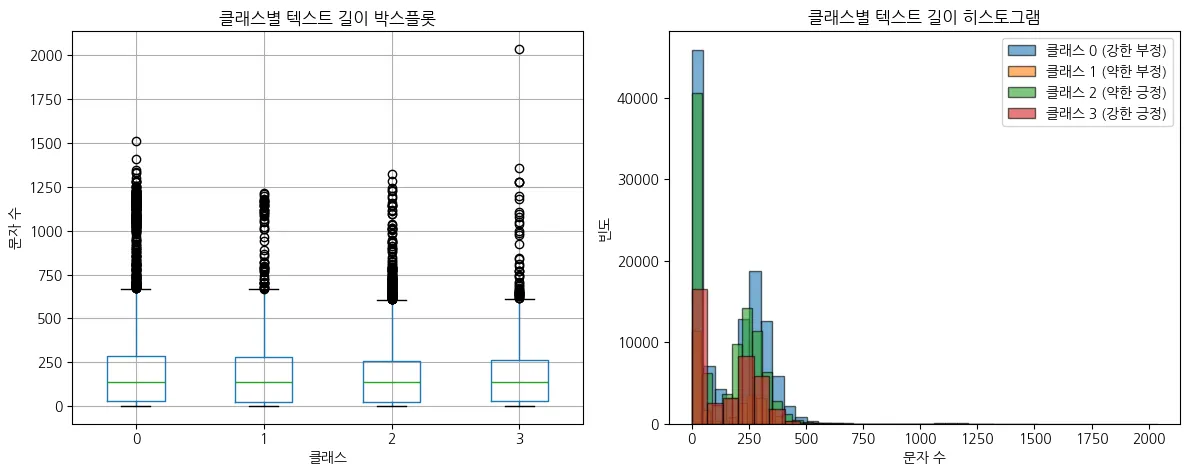 클래스별 텍스트 길이 박스플롯
문자 수
2000
1750
1500
1250
1000
750
500
250
0
0 1 2 3
클래스
클래스별 텍스트 길이 히스토그램
클래스 0 (강한 부정)
클래스 1 (약한 부정)
클래스 2 (약한 긍정)
클래스 3 (강한 긍정)
빈도
40000
30000
20000
10000
0
0 250 500 750 1000 1250 1500 1750 2000
문자 수